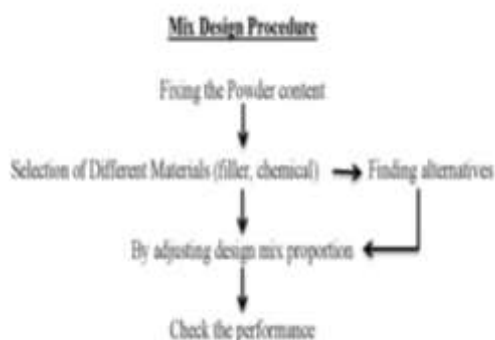 Mix Design Procedure
Fixing the Powder content
Selection of Different Materials (filler, chemical)
Finding alternatives
By adjusting design mix proportion
Check the performance